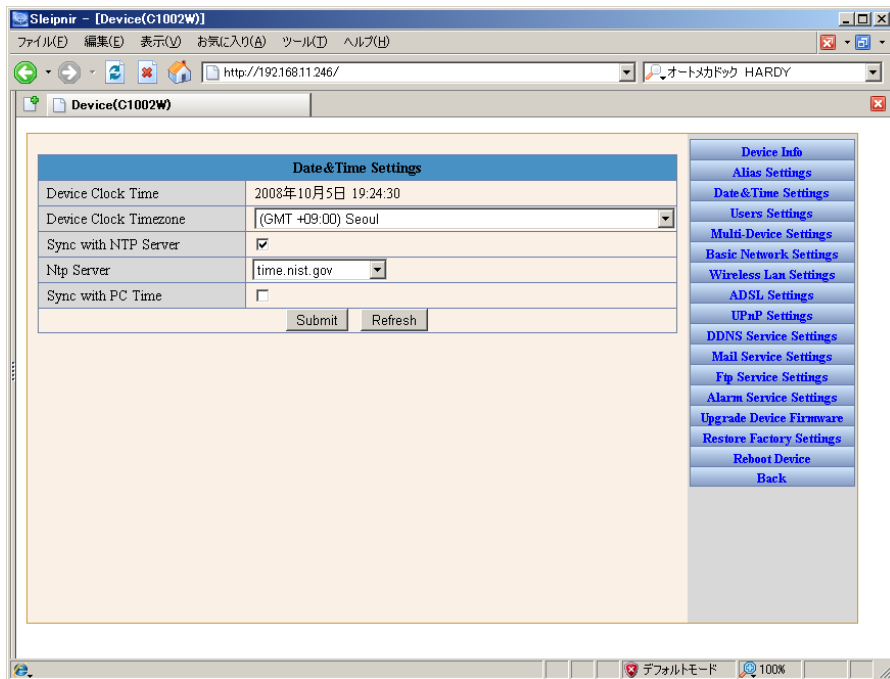 Sleipnir - [Device(C1002W)]
ファイル(F) 編集(E) 表示(V) お気に入り(A) ツール(T) ヘルプ(H)
http://192.168.11.246/ オートメカドック HARDY
Device(C1002W)
Date&Time Settings
Device Clock Time 2008年10月5日 19:24:30
Device Clock Timezone (GMT +09:00) Seoul
Sync with NTP Server
Ntp Server time.nist.gov
Sync with PC Time
Submit Refresh
Device Info
Alias Settings
Date&Time Settings
Users Settings
Multi-Device Settings
Basic Network Settings
Wireless Lan Settings
ADSL Settings
UPnP Settings
DDNS Service Settings
Mail Service Settings
Ftp Service Settings
Alarm Service Settings
Upgrade Device Firmware
Restore Factory Settings
Reboot Device
Back
デフォルトモード 100%